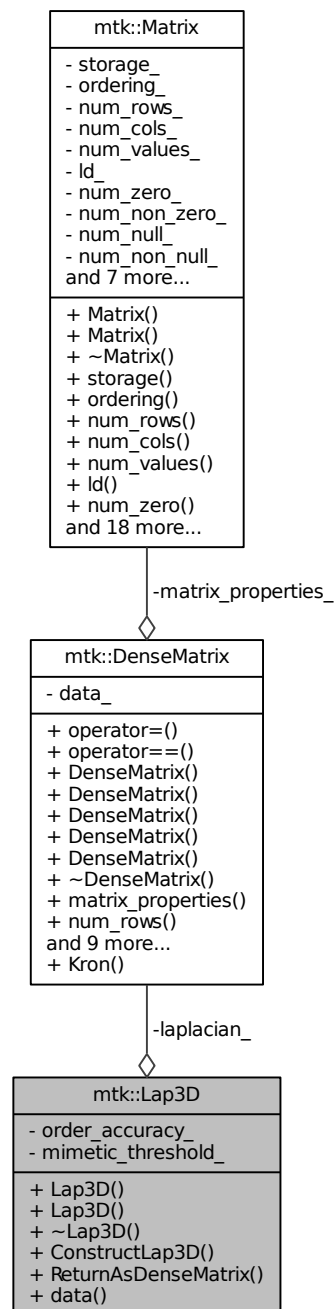 mtk::Matrix
- storage_
- ordering_
- num_rows_
- num_cols_
- num_values_
- ld_
- num_zero_
- num_non_zero_
- num_null_
- num_non_null_
and 7 more...
+ Matrix()
+ Matrix()
+ ~Matrix()
+ storage()
+ ordering()
+ num_rows()
+ num_cols()
+ num_values()
+ ld()
+ num_zero()
and 18 more...
-matrix_properties_
mtk::DenseMatrix
- data_
+ operator=()
+ operator==()
+ DenseMatrix()
+ DenseMatrix()
+ DenseMatrix()
+ DenseMatrix()
+ DenseMatrix()
+ ~DenseMatrix()
+ matrix_properties()
+ num_rows()
and 9 more...
+ Kron()
-laplacian_
mtk::Lap3D
- order_accuracy_
- mimetic_threshold_
+ Lap3D()
+ Lap3D()
+ ~Lap3D()
+ ConstructLap3D()
+ ReturnAsDenseMatrix()
+ data()